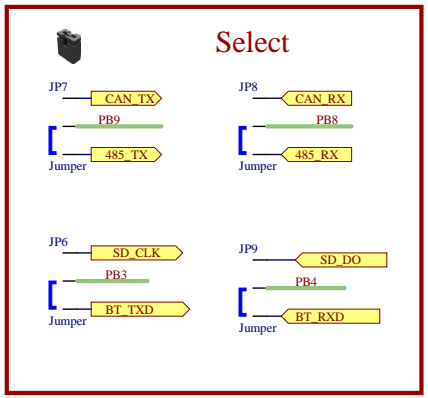 Select
JP7
CAN_TX
PB9
485_TX
Jumper
JP8
CAN_RX
PB8
485_RX
Jumper
JP6
SD_CLK
PB3
BT_TXD
Jumper
JP9
SD_DO
PB4
BT_RXD
Jumper